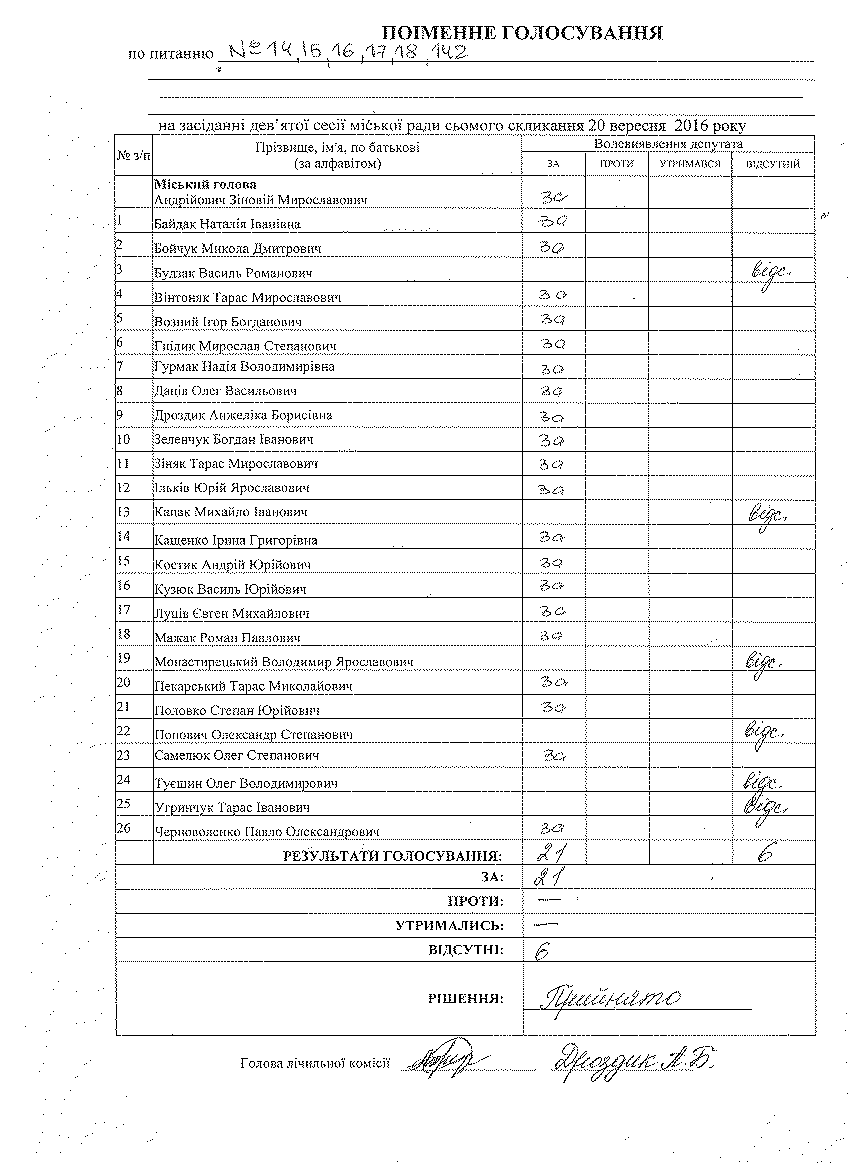 ПОІМЕННЕ ГОЛОСУВАННЯ
по питанню № 14, 15, 16, 17, 18, 142
на засіданні дев’ятої сесії міської ради сьомого скликання 20 вересня 2016 року
№ з/п Прізвище, ім'я, по батькові (за алфавітом) Волевиявлення депутата
ЗА ПРОТИ УТРИМАВСЯ ВІДСУТНІЙ
Міський голова
Андрійович Зіновій Мирославович за
1 Байдак Наталія Іванівна за
2 Бойчук Микола Дмитрович за
3 Будзак Василь Романович відс.
4 Вінтоняк Тарас Мирославович за
5 Возний Ігор Богданович за
6 Гнідик Мирослав Степанович за
7 Гурмак Надія Володимирівна за
8 Даців Олег Васильович за
9 Дроздик Анжеліка Борисівна за
10 Зеленчук Богдан Іванович за
11 Зіняк Тарас Мирославович за
12 Ільків Юрій Ярославович за
13 Кацак Михайло Іванович відс.
14 Кащенко Ірина Григорівна за
15 Костик Андрій Юрійович за
16 Кузюк Василь Юрійович за
17 Луців Євген Михайлович за
18 Мажак Роман Павлович за
19 Монастирецький Володимир Ярославович відс.
20 Пекарський Тарас Миколайович за
21 Половко Степан Юрійович за
22 Попович Олександр Степанович відс.
23 Самелюк Олег Степанович за
24 Туєшин Олег Володимирович відс.
25 Угринчук Тарас Іванович відс.
26 Черновоненко Павло Олександрович за
РЕЗУЛЬТАТИ ГОЛОСУВАННЯ: 21 6
ЗА: 21
ПРОТИ: —
УТРИМАЛИСЬ: —
ВІДСУТНІ: 6
РІШЕННЯ: Прийнято
Голова лічильної комісії Дроздик А.Б.